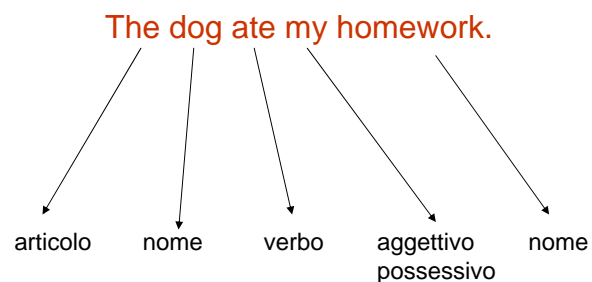 The dog ate my homework.
articolo nome verbo aggettivo nome
possessivo